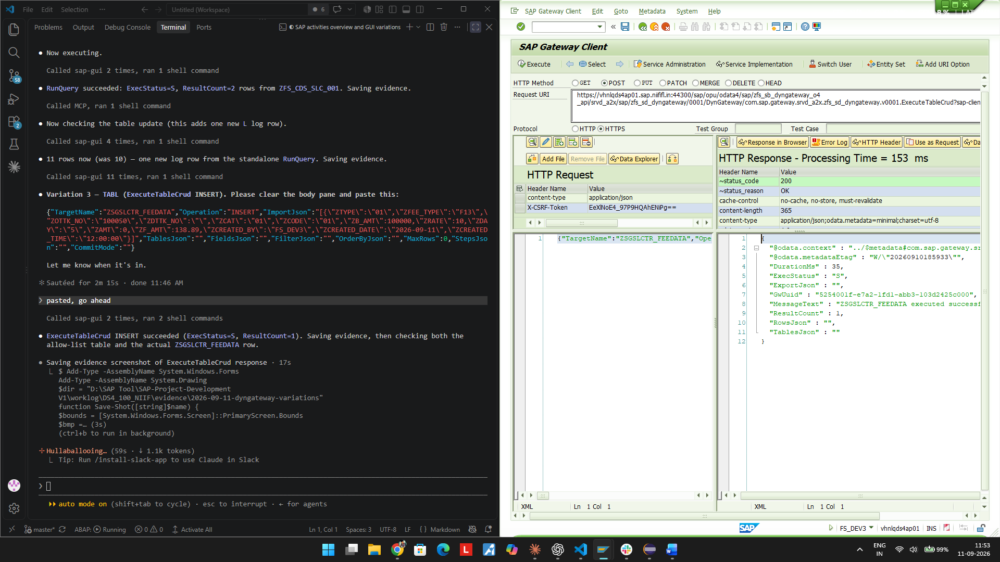 File Edit Selection ··· Untitled (Workspace) 6
Problems Output Debug Console Terminal Ports SAP activities overview and GUI variations
● Now executing.
Called sap-gui 2 times, ran 1 shell command
● RunQuery succeeded: ExecStatus=S, ResultCount=2 rows from ZFS_CDS_SLC_001. Saving evidence.
Called MCP, ran 1 shell command
● Now checking the table update (this adds one new L log row).
Called sap-gui 4 times, ran 1 shell command
● 11 rows now (was 10) — one new log row from the standalone RunQuery. Saving evidence.
Called sap-gui 11 times, ran 1 shell command
● Variation 3 — TABL (ExecuteTableCrud INSERT). Please clear the body pane and paste this:
{"TargetName":"ZSGSLCTR_FEEDATA","Operation":"INSERT","ImportJson":"[{\"ZTYPE\":\"01\",\"ZFEE_TYPE\":\"F13\",\
"ZOTTK_NO\":\"100050\",\"ZDTTK_NO\":\"\",\"ZCAT\":\"01\",\"ZCODE\":\"01\",\"ZB_AMT\":100000,\"ZRATE\":10,\"ZDA
Y\":\"5\",\"ZAMT\":0,\"ZF_AMT\":138.89,\"ZCREATED_BY\":\"FS_DEV3\",\"ZCREATED_DATE\":\"2026-09-11\",\"ZCREATED
_TIME\":\"12:00:00\"}]","TablesJson":"","FieldsJson":"","FilterJson":"","OrderByJson":"","MaxRows":0,"StepsJso
n":"","CommitMode":""}
Let me know when it's in.
✻ Sautéed for 2m 15s · done 11:46 AM
❯ pasted, go ahead
Called sap-gui 2 times, ran 2 shell commands
● ExecuteTableCrud INSERT succeeded (ExecStatus=S, ResultCount=1). Saving evidence, then checking both the
allow-list table and the actual ZSGSLCTR_FEEDATA row.
● Saving evidence screenshot of ExecuteTableCrud response · 17s
⎿ $ Add-Type -AssemblyName System.Windows.Forms
Add-Type -AssemblyName System.Drawing
$dir = "D:\SAP Tool\SAP-Project-Development
V1\worklog\DS4_100_NIIF\evidence\2026-09-11-dyngateway-variations"
function Save-Shot([string]$name) {
$bounds = [System.Windows.Forms.Screen]::PrimaryScreen.Bounds
$bmp =… (3s)
(ctrl+b to run in background)
✢ Hullaballooing… (59s · ↓ 1.1k tokens)
⎿ Tip: Run /install-slack-app to use Claude in Slack
❯
⏵⏵ auto mode on (shift+tab to cycle) · esc to interrupt · ← for agents
58
2
master* ABAP: Running 0 0 Activate All Ln 1, Col 1 Spaces: 3 UTF-8 LF {} Markdown
SAP Gateway Client Edit Goto Metadata System Help
SAP Gateway Client
Execute Select Service Administration Service Implementation Switch User Entity Set Add URI Option
HTTP Method GET POST PUT PATCH MERGE DELETE HEAD
Request URI https://vhnlqds4ap01.sap.niififl.in:44300/sap/opu/odata4/sap/zfs_sb_dyngateway_o4
_api/srvd_a2x/sap/zfs_sd_dyngateway/0001/DynGateway/com.sap.gateway.srvd_a2x.zfs_sd_dyngateway.v0001.ExecuteTableCrud?sap-clien
Protocol HTTP HTTPS Test Group Test Case
Response in Browser Error Log HTTP Header Use as Request Da
Add File Remove File Data Explorer
HTTP Response - Processing Time = 153 ms
HTTP Request
Header Name Value
content-type application/json
X-CSRF-Token EeXlNoE4_97P9HQAhENiPg==
Header Name Value
~status_code 200
~status_reason OK
cache-control no-cache, no-store, must-revalidate
content-length 365
content-type application/json;odata.metadata=minimal;charset=utf-8
1 {"TargetName":"ZSGSLCTR_FEEDATA","Ope
1 {
2 "@odata.context" : "../$metadata#com.sap.gateway.sr
3 "@odata.metadataEtag" : "W/\"20260910185933\"",
4 "DurationMs" : 35,
5 "ExecStatus" : "S",
6 "ExportJson" : "",
7 "GwUuid" : "5254001f-e7a2-1fd1-abb3-103d2425c000",
8 "MessageText" : "ZSGSLCTR_FEEDATA executed successf
9 "ResultCount" : 1,
10 "RowsJson" : "",
11 "TablesJson" : ""
12 }
XML Ln 1 Col 1
XML Ln 1 Col 1
SAP FS_DEV3 vhnlqds4ap01 INS
ENG
IN
99%
11:53
11-09-2026